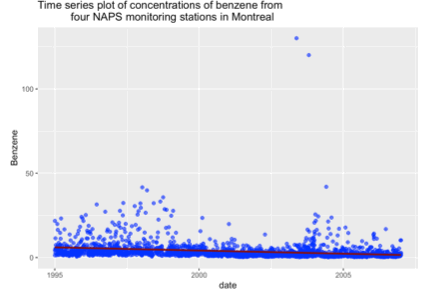 Time series plot of concentrations of benzene from
four NAPS monitoring stations in Montreal
100
50
0
Benzene
1995
2000
2005
date